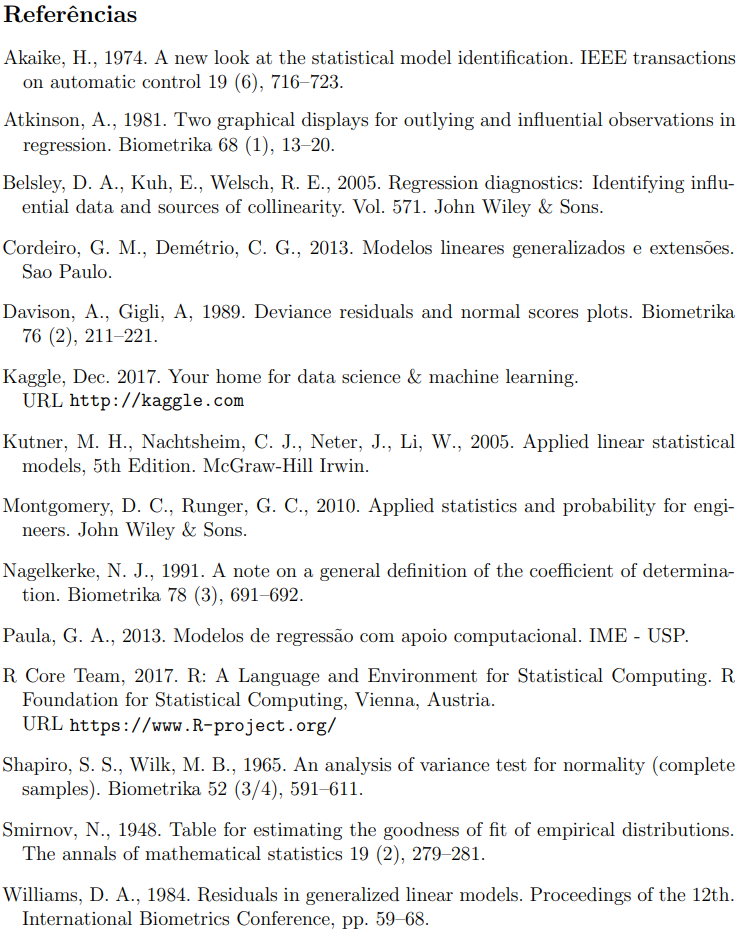 Referências
Akaike, H., 1974. A new look at the statistical model identification. IEEE transactions
on automatic control 19 (6), 716–723.
Atkinson, A., 1981. Two graphical displays for outlying and influential observations in
regression. Biometrika 68 (1), 13–20.
Belsley, D. A., Kuh, E., Welsch, R. E., 2005. Regression diagnostics: Identifying influ-
ential data and sources of collinearity. Vol. 571. John Wiley & Sons.
Cordeiro, G. M., Demétrio, C. G., 2013. Modelos lineares generalizados e extensões.
Sao Paulo.
Davison, A., Gigli, A, 1989. Deviance residuals and normal scores plots. Biometrika
76 (2), 211–221.
Kaggle, Dec. 2017. Your home for data science & machine learning.
URL http://kaggle.com
Kutner, M. H., Nachtsheim, C. J., Neter, J., Li, W., 2005. Applied linear statistical
models, 5th Edition. McGraw-Hill Irwin.
Montgomery, D. C., Runger, G. C., 2010. Applied statistics and probability for engi-
neers. John Wiley & Sons.
Nagelkerke, N. J., 1991. A note on a general definition of the coefficient of determina-
tion. Biometrika 78 (3), 691–692.
Paula, G. A., 2013. Modelos de regressão com apoio computacional. IME - USP.
R Core Team, 2017. R: A Language and Environment for Statistical Computing. R
Foundation for Statistical Computing, Vienna, Austria.
URL https://www.R-project.org/
Shapiro, S. S., Wilk, M. B., 1965. An analysis of variance test for normality (complete
samples). Biometrika 52 (3/4), 591–611.
Smirnov, N., 1948. Table for estimating the goodness of fit of empirical distributions.
The annals of mathematical statistics 19 (2), 279–281.
Williams, D. A., 1984. Residuals in generalized linear models. Proceedings of the 12th.
International Biometrics Conference, pp. 59–68.